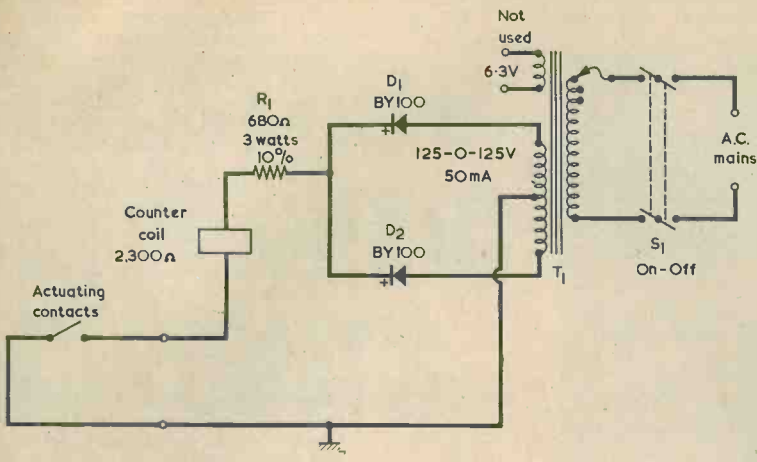 Not
used
6·3V
D1
BY100
R1
680Ω
3 watts
10%
+
125-0-125V
50mA
A.C.
mains
Counter
coil
2,300Ω
D2
BY100
+
T1
S1
On-Off
Actuating
contacts